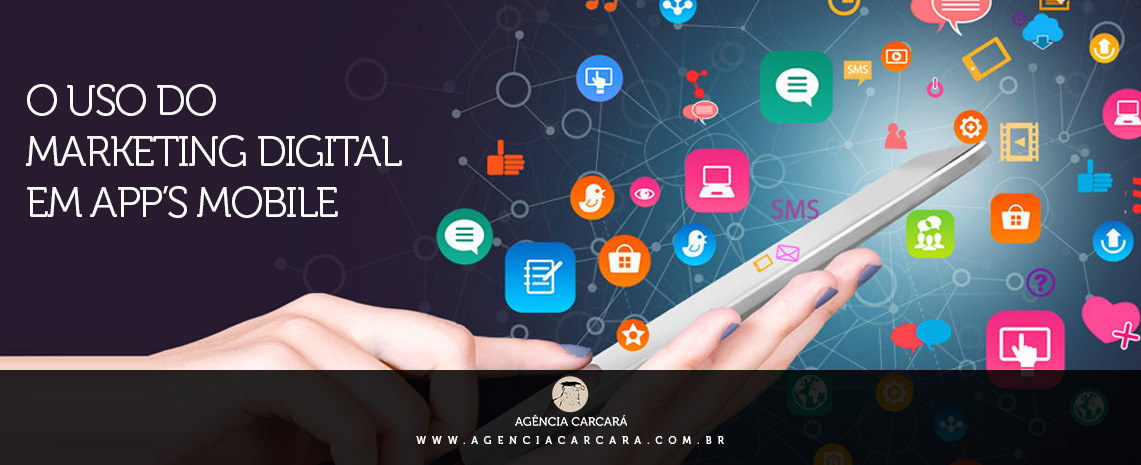 O USO DO
MARKETING DIGITAL
EM APP'S MOBILE
SMS
SMS
AGÊNCIA CARCARÁ
WWW.AGENCIACARCARA.COM.BR